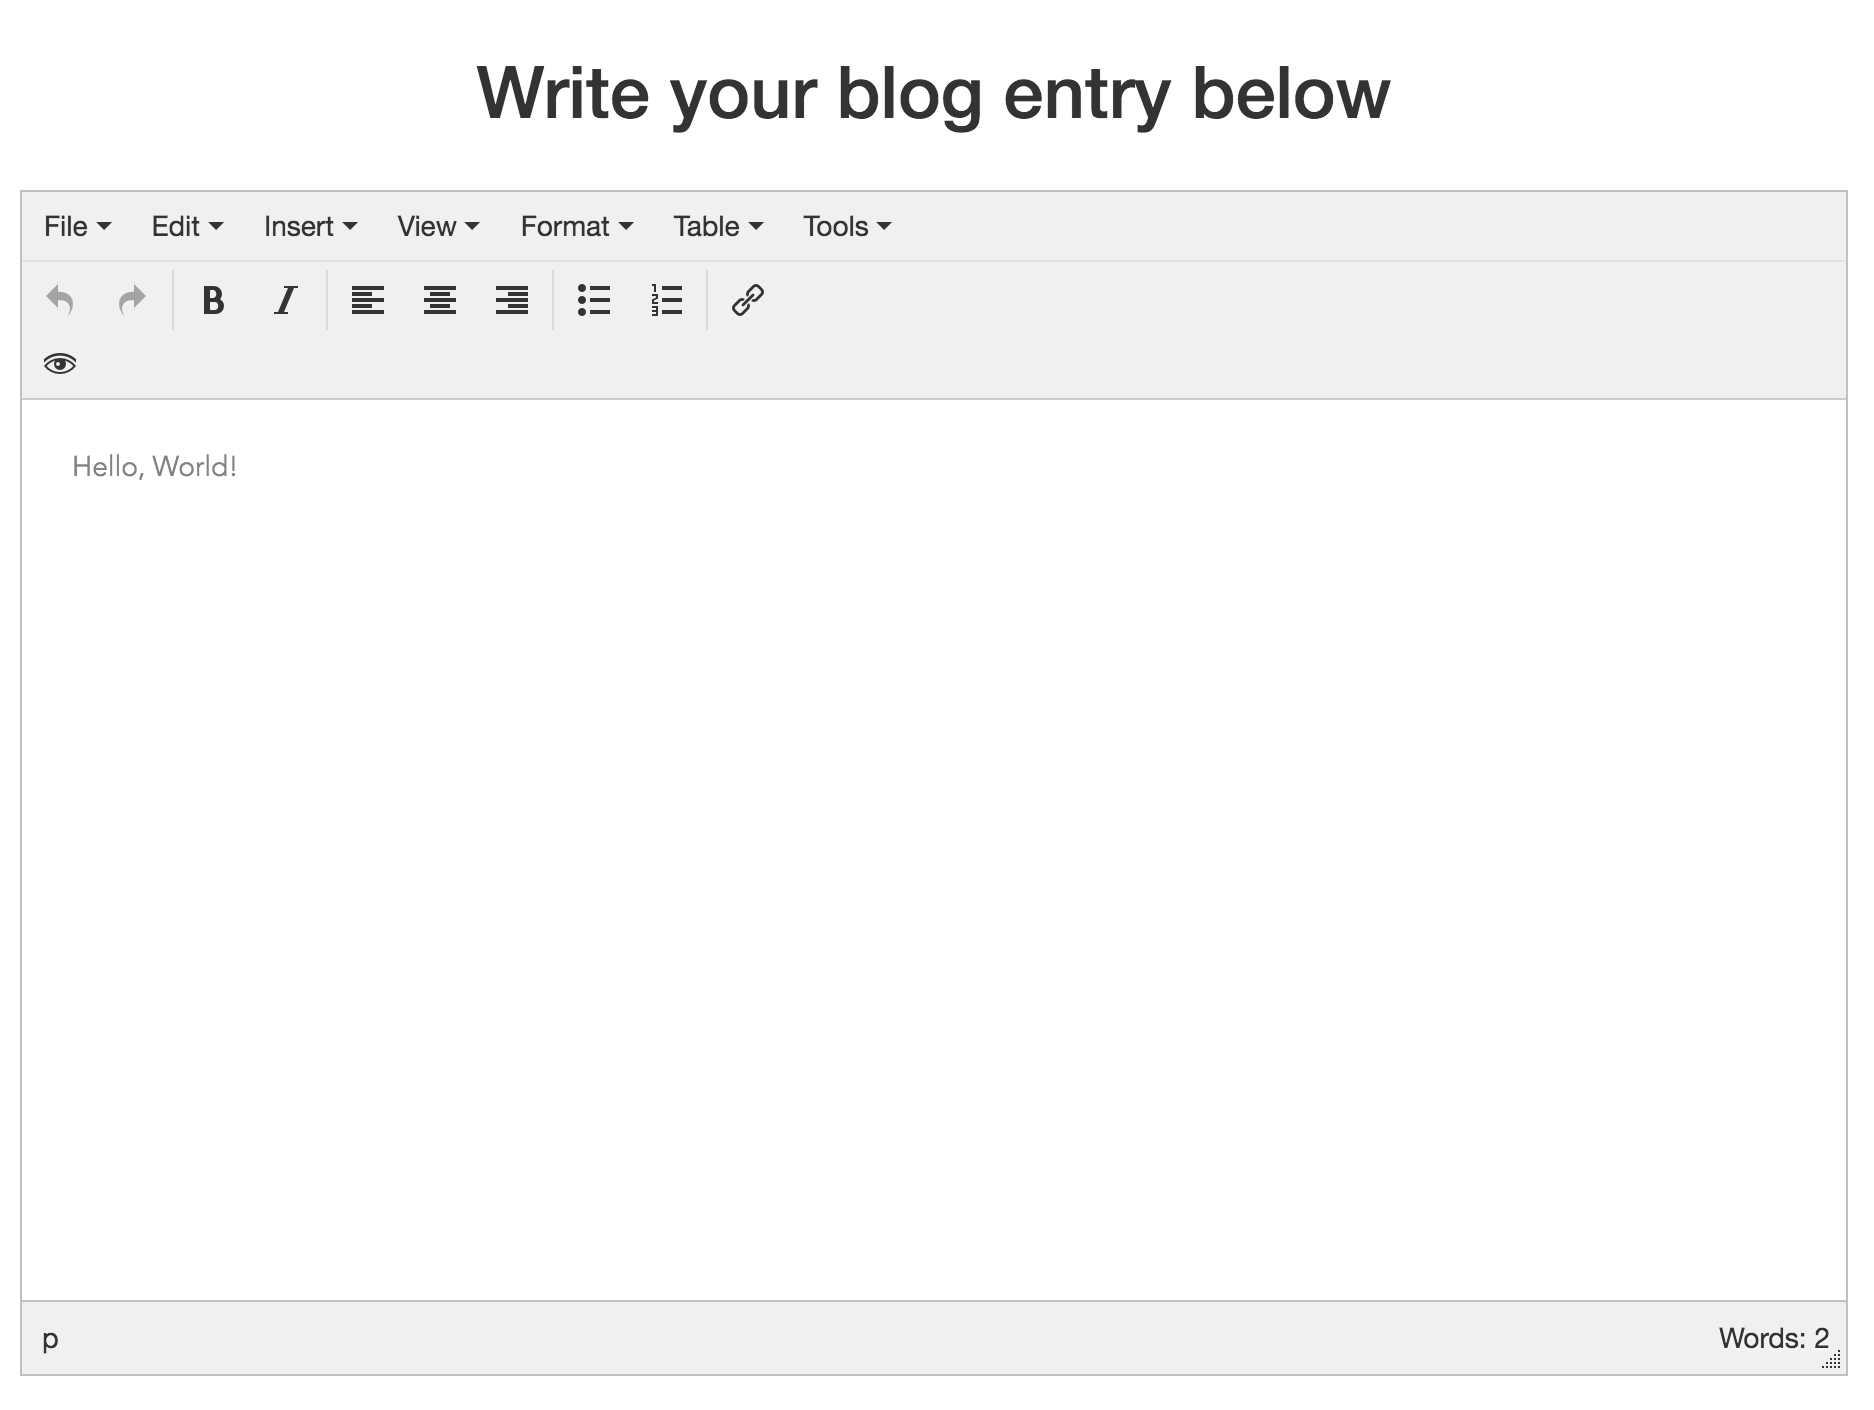 Write your blog entry below
File Edit Insert View Format Table Tools
B I
Hello, World!
p Words: 2